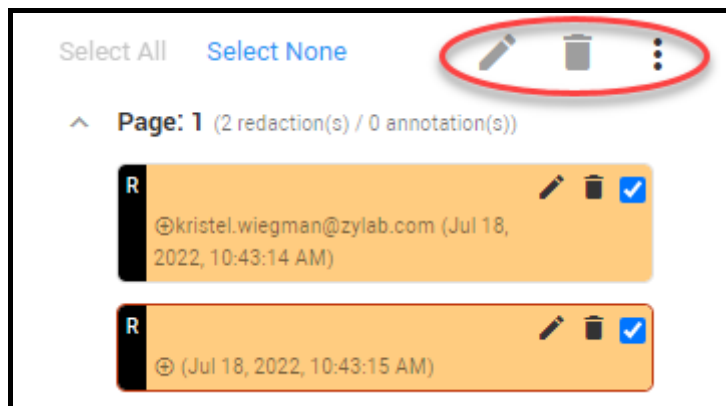 Select All Select None
Page: 1 (2 redaction(s) / 0 annotation(s))
R
⊕kristel.wiegman@zylab.com (Jul 18,
2022, 10:43:14 AM)
R
⊕ (Jul 18, 2022, 10:43:15 AM)